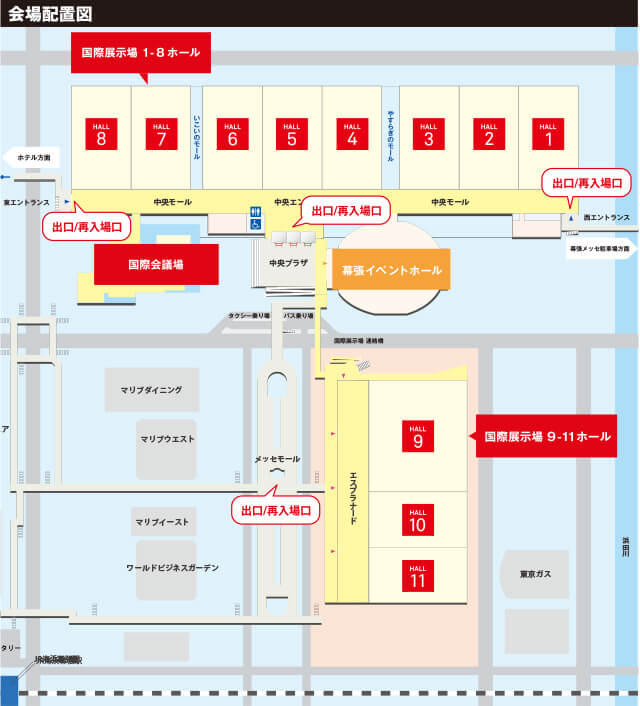 会場配置図
国際展示場 1-8ホール
HALL
8
HALL
7
いこいのモール
HALL
6
HALL
5
HALL
4
やすらぎのモール
HALL
3
HALL
2
HALL
1
ホテル方面
東エントランス
中央モール
中央エン
中央モール
出口/再入場口
出口/再入場口
出口/再入場口
西エントランス
幕張メッセ駐車場方面
国際会議場
中央プラザ
幕張イベントホール
タクシー乗り場
バス乗り場
国際展示場 連絡橋
マリブダイニング
マリブウエスト
ア
メッセモール
出口/再入場口
エスプラナード
HALL
9
国際展示場 9-11ホール
HALL
10
HALL
11
マリブイースト
ワールドビジネスガーデン
東京ガス
浜田川
タリー